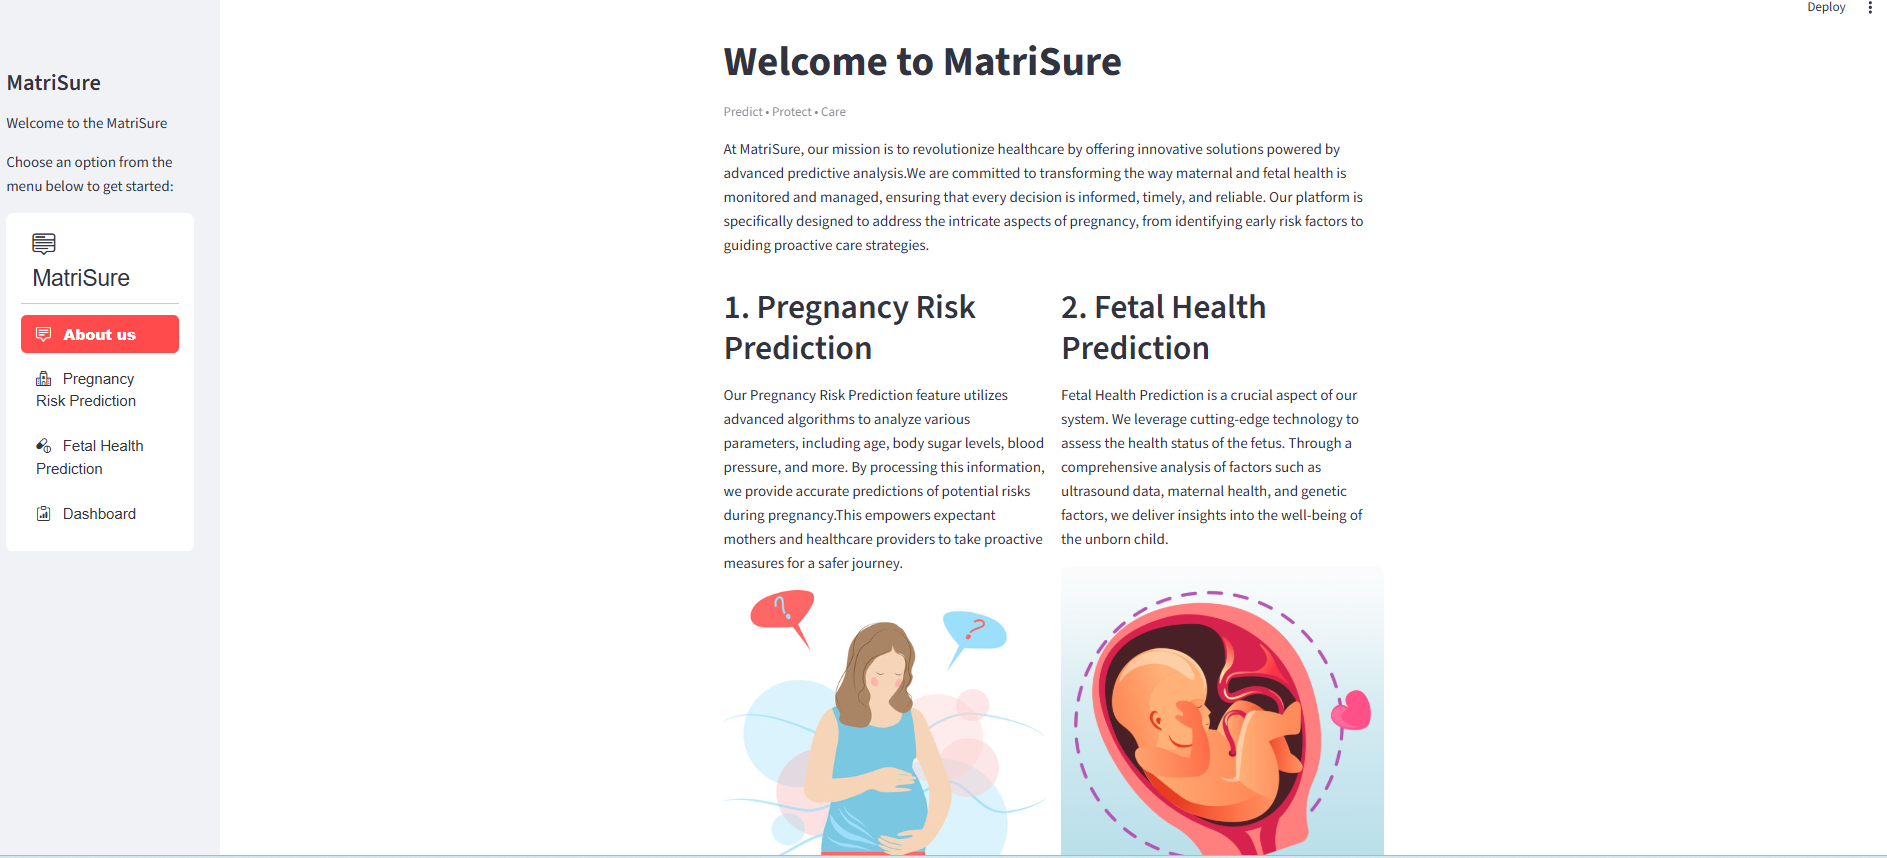 Deploy
MatriSure
Welcome to the MatriSure
Choose an option from the
menu below to get started:
MatriSure
About us
Pregnancy
Risk Prediction
Fetal Health
Prediction
Dashboard
Welcome to MatriSure
Predict • Protect • Care
At MatriSure, our mission is to revolutionize healthcare by offering innovative solutions powered by
advanced predictive analysis.We are committed to transforming the way maternal and fetal health is
monitored and managed, ensuring that every decision is informed, timely, and reliable. Our platform is
specifically designed to address the intricate aspects of pregnancy, from identifying early risk factors to
guiding proactive care strategies.
1. Pregnancy Risk
Prediction
Our Pregnancy Risk Prediction feature utilizes
advanced algorithms to analyze various
parameters, including age, body sugar levels, blood
pressure, and more. By processing this information,
we provide accurate predictions of potential risks
during pregnancy.This empowers expectant
mothers and healthcare providers to take proactive
measures for a safer journey.
?
?
2. Fetal Health
Prediction
Fetal Health Prediction is a crucial aspect of our
system. We leverage cutting-edge technology to
assess the health status of the fetus. Through a
comprehensive analysis of factors such as
ultrasound data, maternal health, and genetic
factors, we deliver insights into the well-being of
the unborn child.